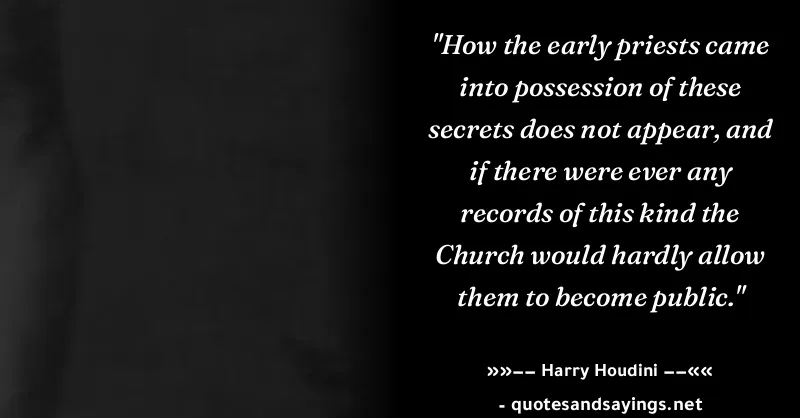 "How the early priests came
into possession of these
secrets does not appear, and
if there were ever any
records of this kind the
Church would hardly allow
them to become public."
»»–– Harry Houdini ––««
- quotesandsayings.net